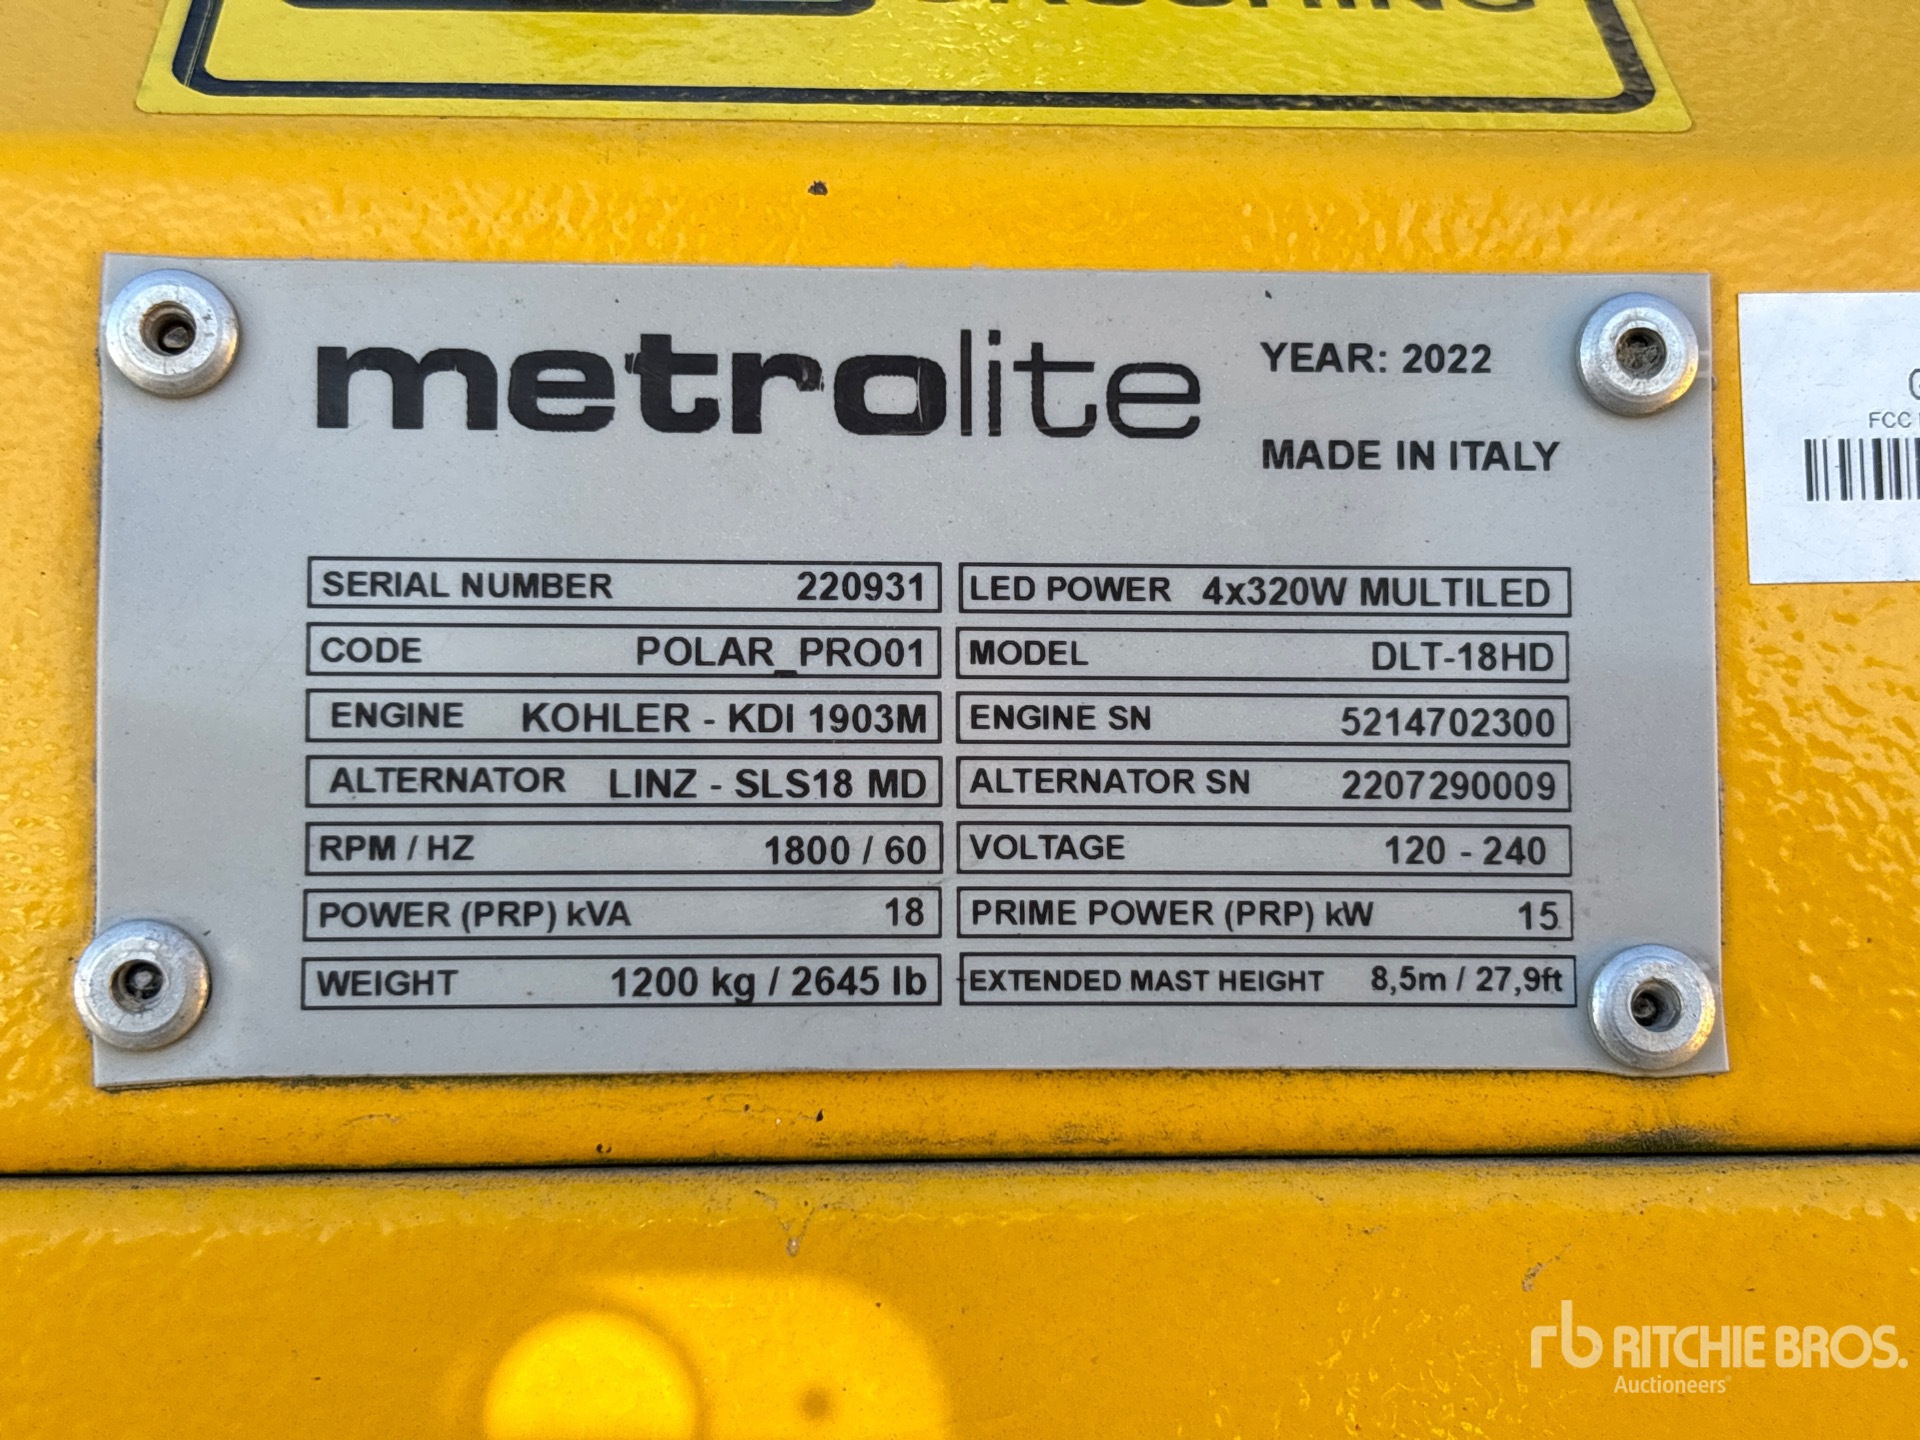 metrolite
YEAR: 2022
MADE IN ITALY
SERIAL NUMBER 220931
LED POWER 4x320W MULTILED
CODE POLAR_PRO01
MODEL DLT-18HD
ENGINE KOHLER - KDI 1903M
ENGINE SN 5214702300
ALTERNATOR LINZ - SLS18 MD
ALTERNATOR SN 2207290009
RPM / HZ 1800 / 60
VOLTAGE 120 - 240
POWER (PRP) kVA 18
PRIME POWER (PRP) kW 15
WEIGHT 1200 kg / 2645 lb
EXTENDED MAST HEIGHT 8,5m / 27,9ft
FCC
rb RITCHIE BROS.
Auctioneers